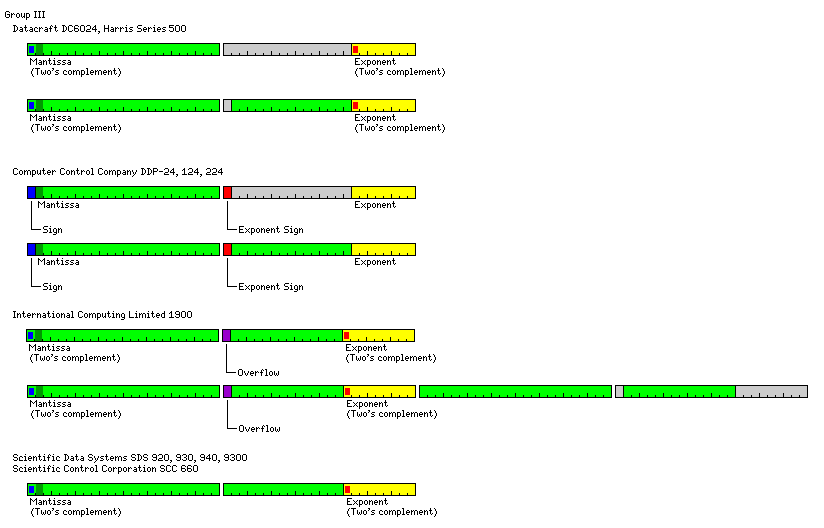 Group III
Datacraft DC6024, Harris Series 500
Mantissa Exponent
(Two's complement) (Two's complement)
Mantissa Exponent
(Two's complement) (Two's complement)
Computer Control Company DDP-24, 124, 224
Mantissa Exponent
Sign Exponent Sign
Mantissa Exponent
Sign Exponent Sign
International Computing Limited 1900
Mantissa Exponent
(Two's complement) (Two's complement)
Overflow
Mantissa Exponent
(Two's complement) (Two's complement)
Overflow
Scientific Data Systems SDS 920, 930, 940, 9300
Scientific Control Corporation SCC 660
Mantissa Exponent
(Two's complement) (Two's complement)